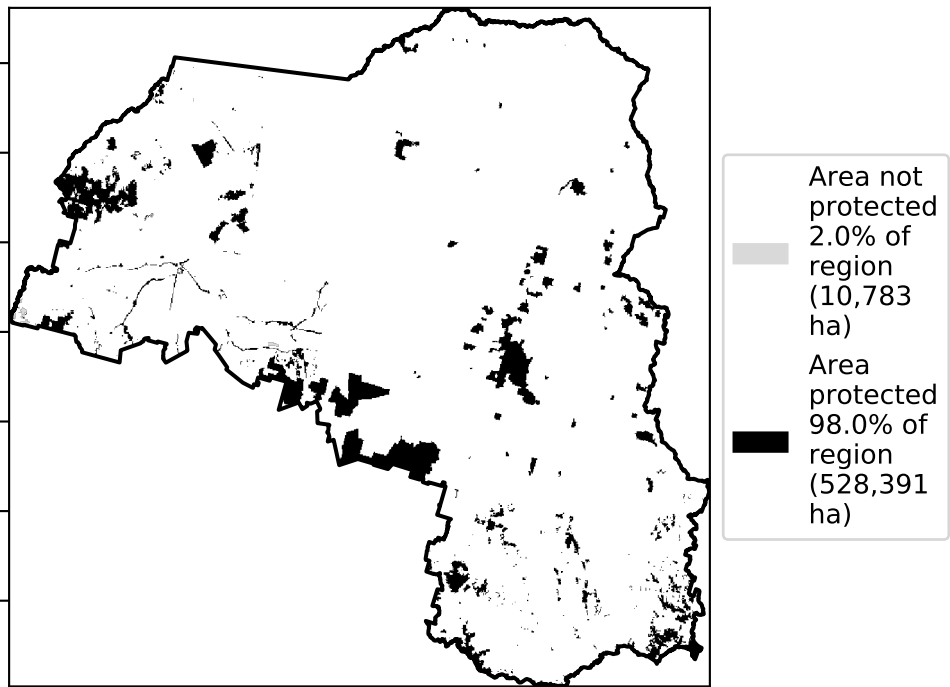 Area not
protected
2.0% of
region
(10,783
ha)
Area
protected
98.0% of
region
(528,391
ha)